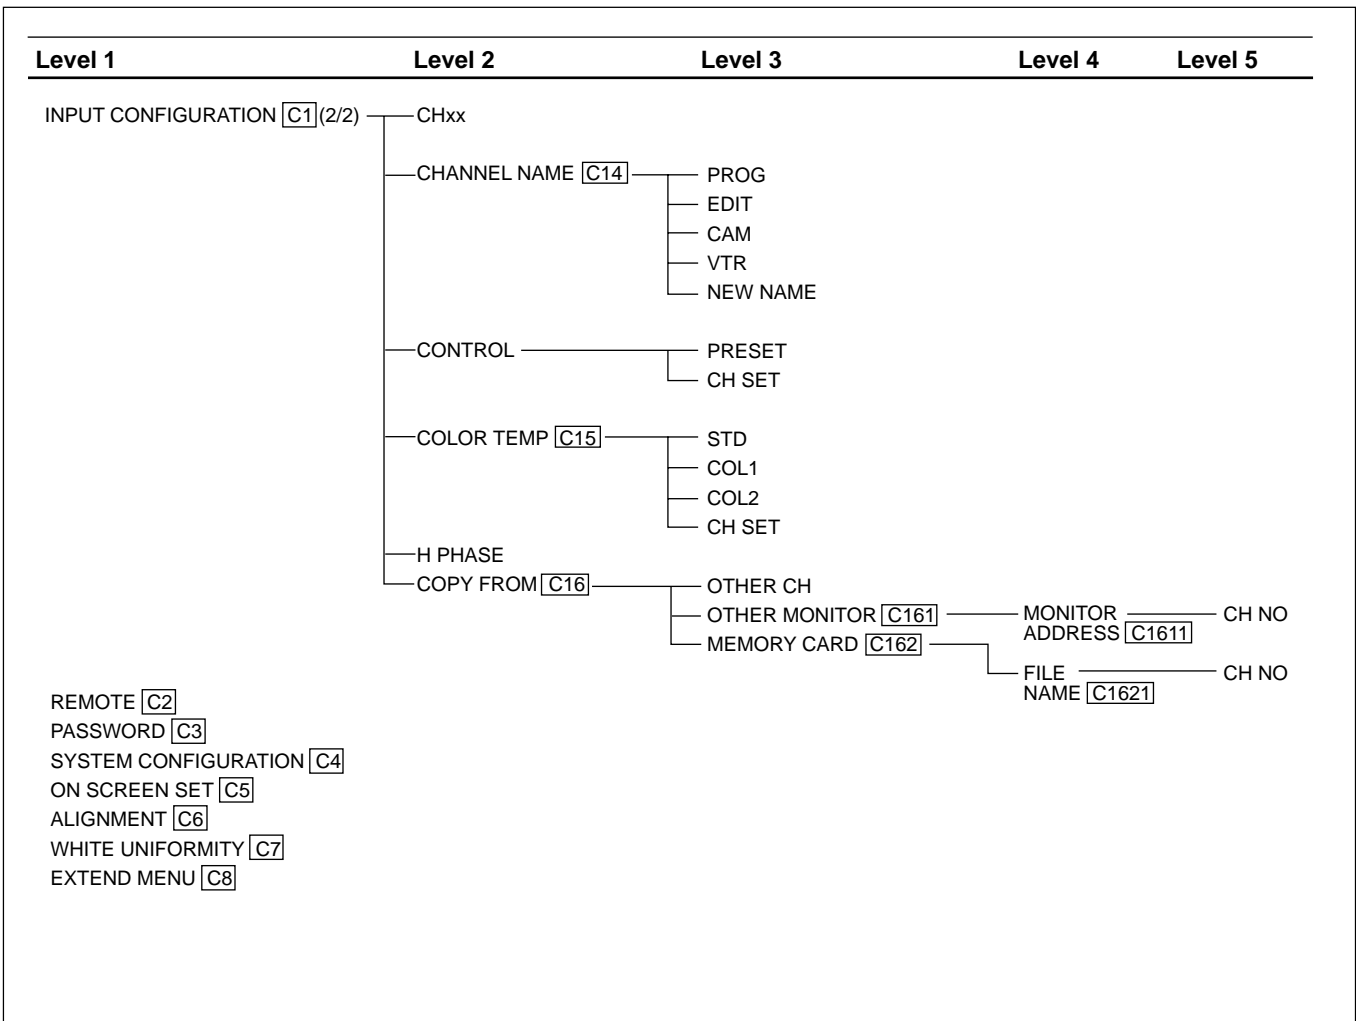 Level 1 Level 2 Level 3 Level 4 Level 5
INPUT CONFIGURATION C1 (2/2) CHxx
CHANNEL NAME C14 PROG
EDIT
CAM
VTR
NEW NAME
CONTROL PRESET
CH SET
COLOR TEMP C15 STD
COL1
COL2
CH SET
H PHASE
COPY FROM C16 OTHER CH
OTHER MONITOR C161 MONITOR CH NO
ADDRESS C1611
MEMORY CARD C162
FILE CH NO
NAME C1621
REMOTE C2
PASSWORD C3
SYSTEM CONFIGURATION C4
ON SCREEN SET C5
ALIGNMENT C6
WHITE UNIFORMITY C7
EXTEND MENU C8